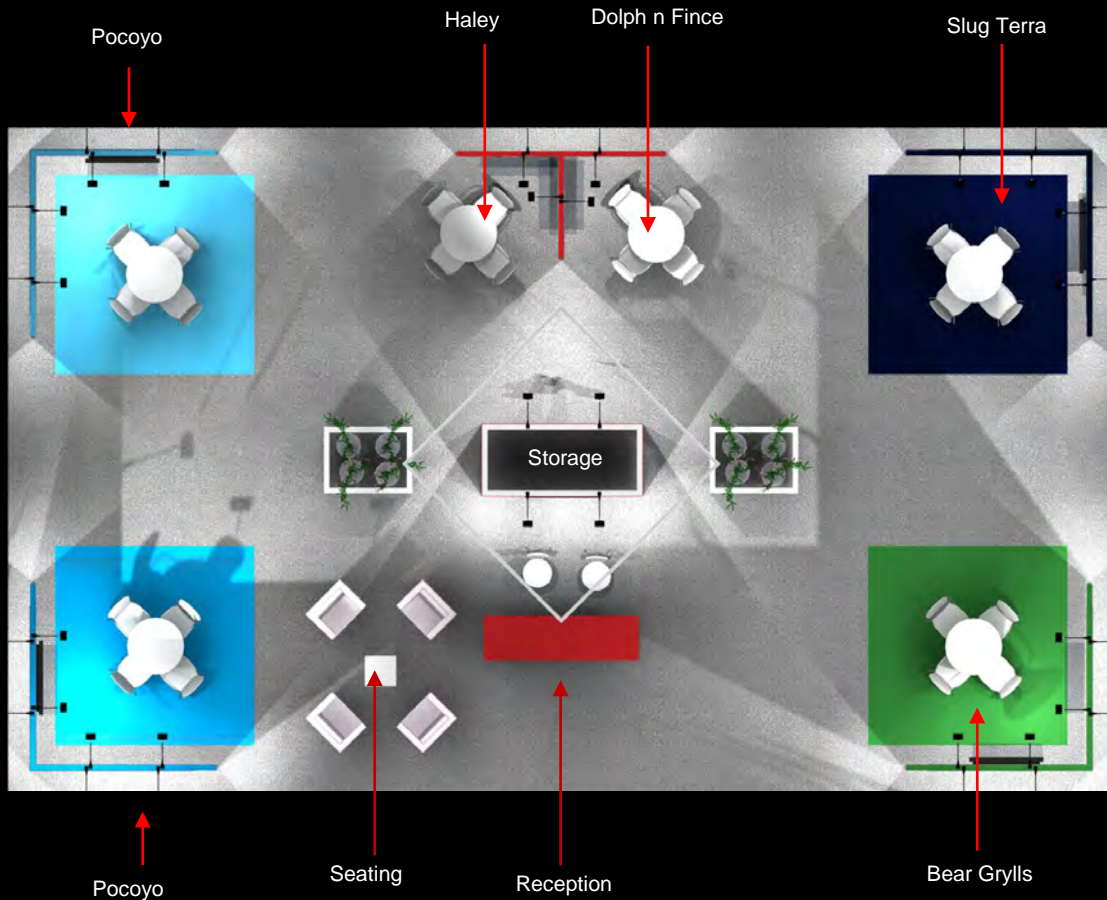 Haley
Dolph n Fince
Slug Terra
Pocoyo
Storage
Seating
Reception
Bear Grylls
Pocoyo